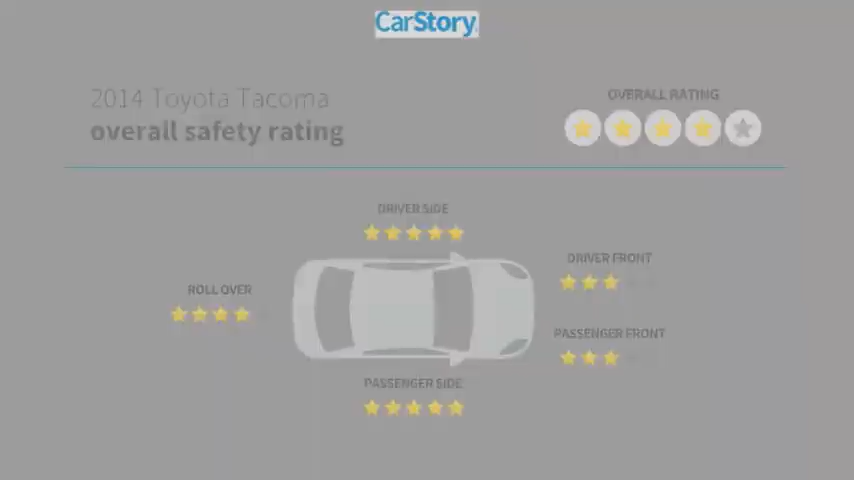 CarStory
2014 Toyota Tacoma
overall safety rating
OVERALL RATING
DRIVER SIDE
DRIVER FRONT
ROLL OVER
PASSENGER FRONT
PASSENGER SIDE